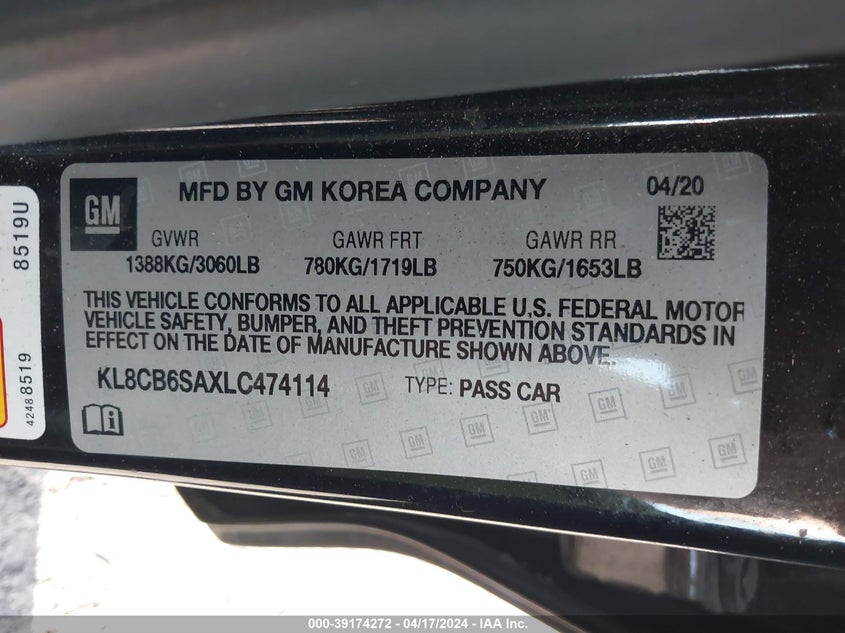 GM
MFD BY GM KOREA COMPANY
04/20
GVWR GAWR FRT GAWR RR
1388KG/3060LB 780KG/1719LB 750KG/1653LB
THIS VEHICLE CONFORMS TO ALL APPLICABLE U.S. FEDERAL MOTOR
VEHICLE SAFETY, BUMPER, AND THEFT PREVENTION STANDARDS IN
EFFECT ON THE DATE OF MANUFACTURE SHOWN ABOVE.
KL8CB6SAXLC474114 TYPE: PASS CAR
8519U
42488519
000-39174272 - 04/17/2024 - IAA Inc.